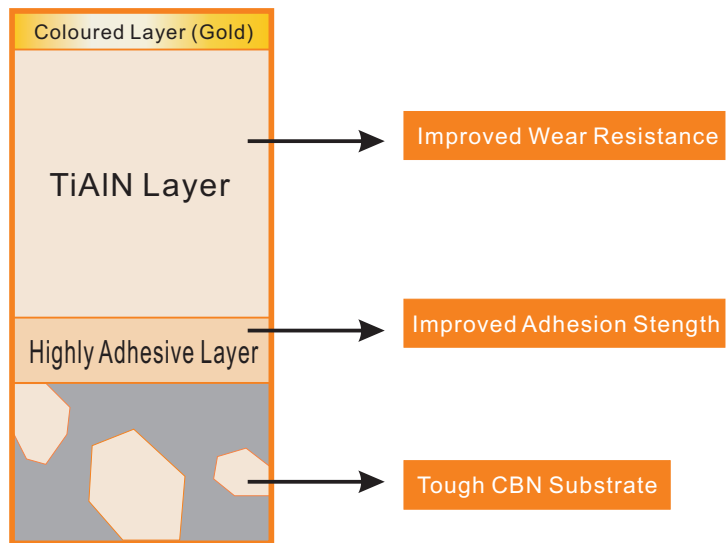 Coloured Layer (Gold)
Improved Wear Resistance
TiAlN Layer
Improved Adhesion Stength
Highly Adhesive Layer
Tough CBN Substrate